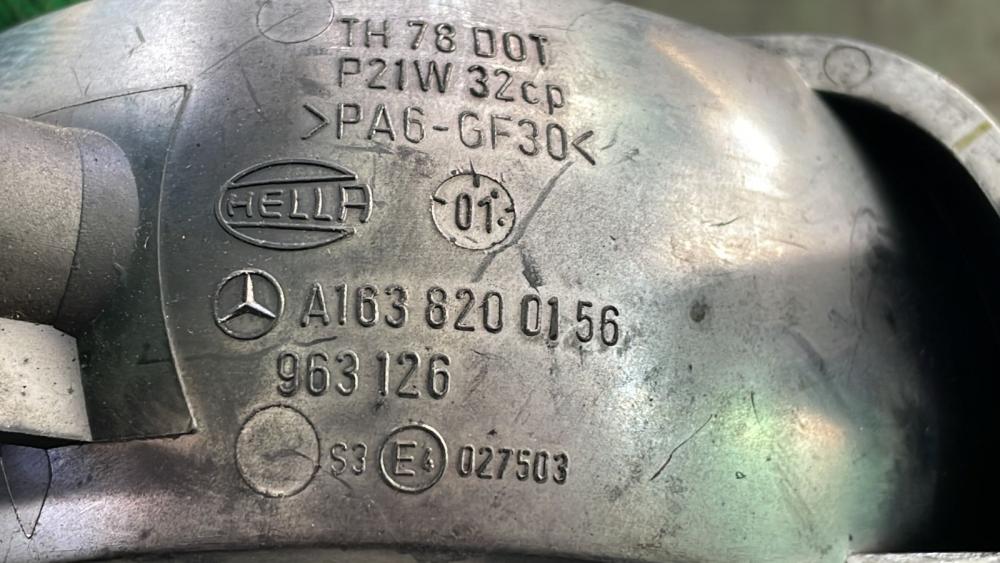 TH 78 DOT
P21W 32cp
>PA6-GF30<
HELLA
01
A163 820 01 56
963 126
S3 E4 027503